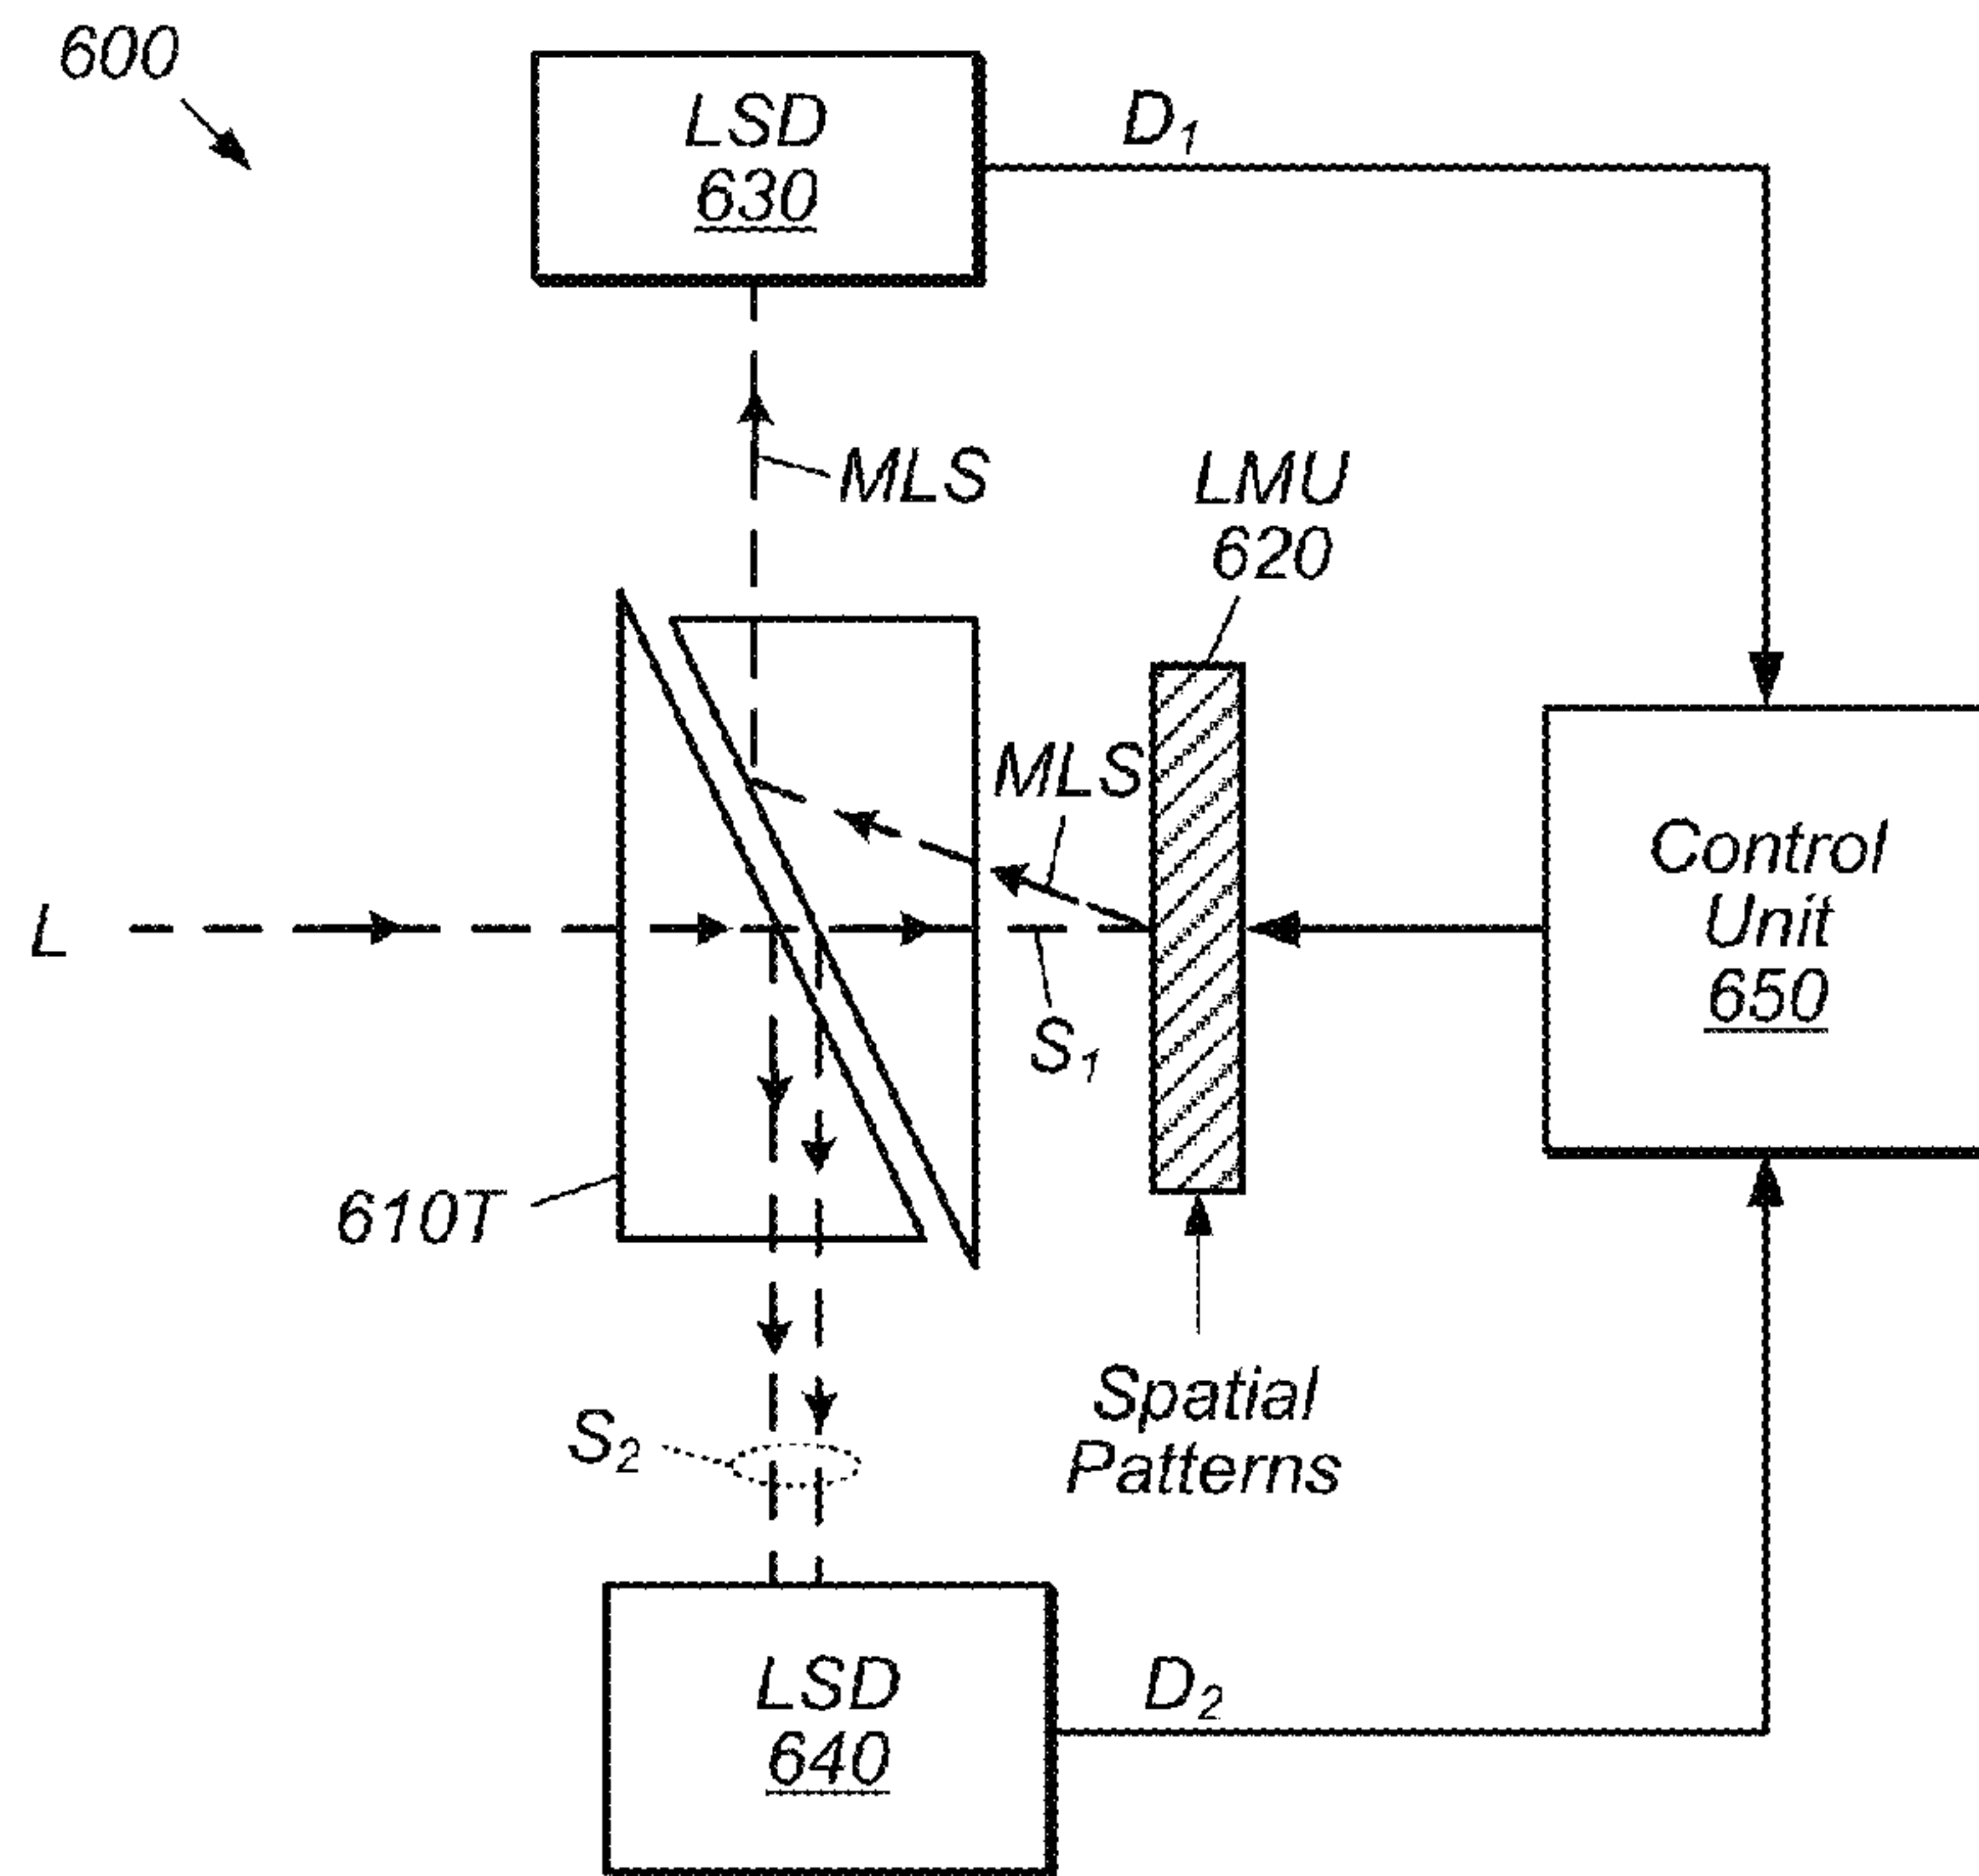 600
LSD
630
D₁
MLS
LMU
620
MLS
Control
Unit
650
L
S₁
610T
Spatial
Patterns
S₂
LSD
640
D₂